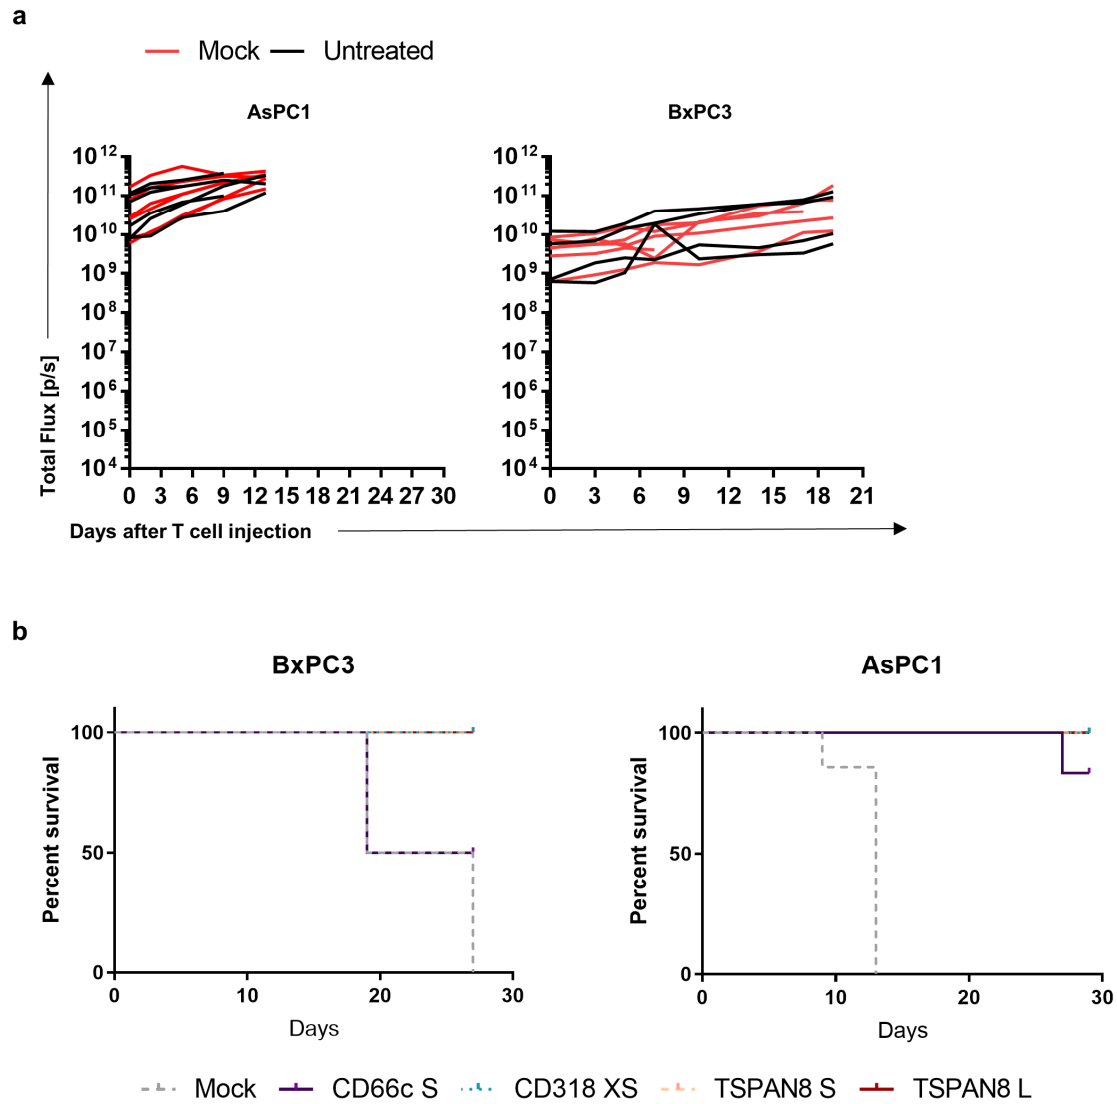 a
Mock Untreated
AsPC1 BxPC3
Total Flux [p/s]
10^12
10^11
10^10
10^9
10^8
10^7
10^6
10^5
10^4
0 3 6 9 12 15 18 21 24 27 30
10^12
10^11
10^10
10^9
10^8
10^7
10^6
10^5
10^4
0 3 6 9 12 15 18 21
Days after T cell injection
b
BxPC3
Percent survival
100
50
0
0 10 20 30
Days
AsPC1
Percent survival
100
50
0
0 10 20 30
Days
Mock CD66c S CD318 XS TSPAN8 S TSPAN8 L